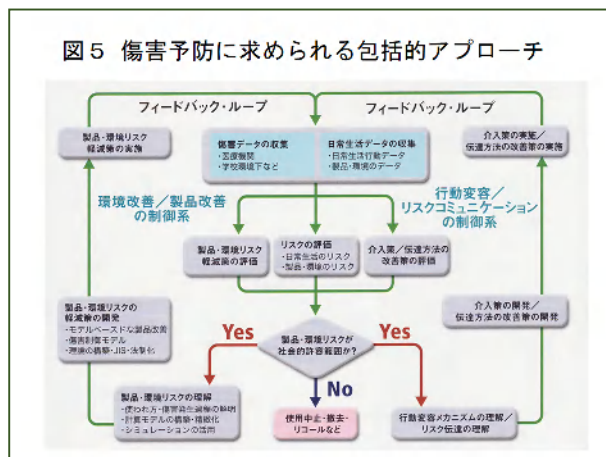 図5 傷害予防に求められる包括的アプローチ
フィードバック・ループ
フィードバック・ループ
製品・環境リスク
軽減策の実施
傷害データの収集
・医療機関
・学校環境下など
日常生活データの収集
・日常生活行動データ
・製品・環境のデータ
介入策の実施/
伝達方法の改善策の実施
環境改善/製品改善
の制御系
行動変容/
リスクコミュニケーション
の制御系
製品・環境リスク
軽減策の評価
リスクの評価
・日常生活のリスク
・製品・環境のリスク
介入策/伝達方法の
改善策の評価
製品・環境リスクの
軽減策の開発
・モデルベースドな製品改善
・傷害制御モデル
・環境の構築・JIS・法制化
介入策の開発/
伝達方法の改善策の開発
Yes
製品・環境リスクが
社会的許容範囲か?
Yes
No
製品・環境リスクの理解
・使われ方・傷害発生過程の解明
・計算モデルの構築・精緻化
・シミュレーションの活用
使用中止・撤去・
リコールなど
行動変容メカニズムの理解/
リスク伝達の理解